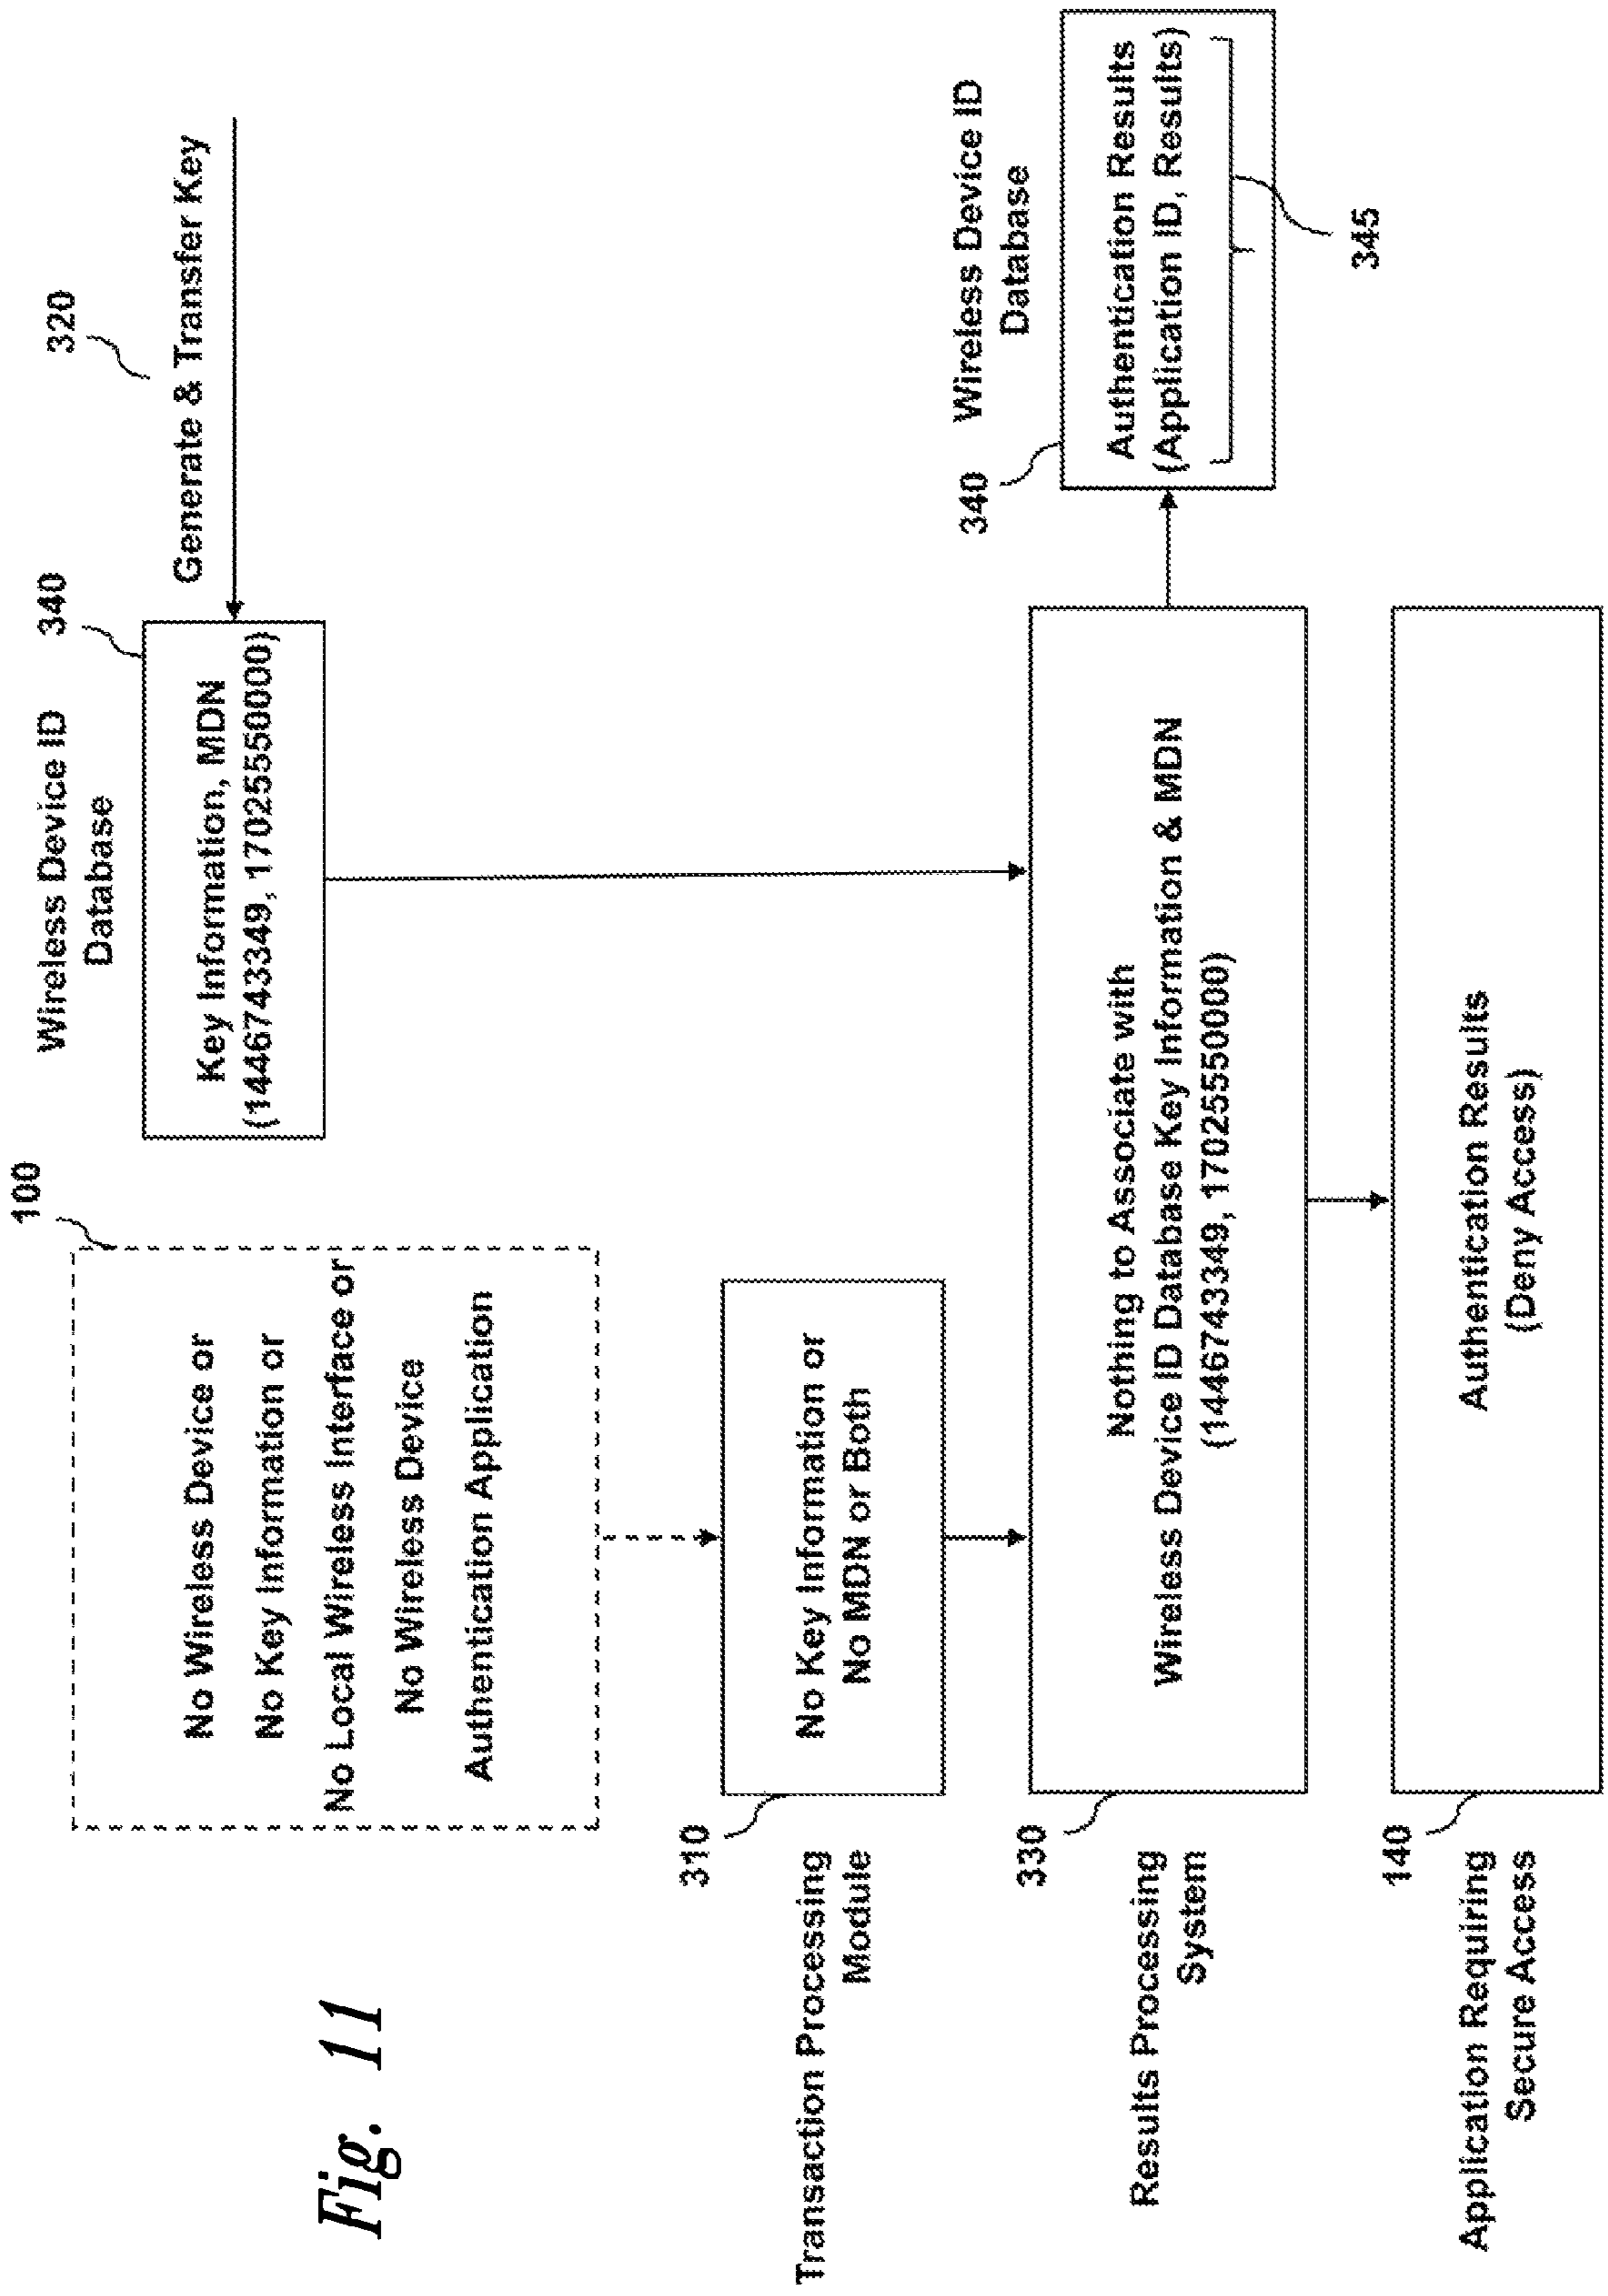 Fig. 11
100
No Wireless Device or
No Key Information or
No Local Wireless Interface or
No Wireless Device
Authentication Application
Wireless Device ID
Database
340
Key Information, MDN
(1446743349, 17025550000)
320
Generate & Transfer Key
Transaction Processing
Module
310
No Key Information or
No MDN or Both
Results Processing
System
330
Nothing to Associate with
Wireless Device ID Database Key Information & MDN
(1446743349, 17025550000)
340
Wireless Device ID
Database
Authentication Results
(Application ID, Results)
345
Application Requiring
Secure Access
140
Authentication Results
(Deny Access)